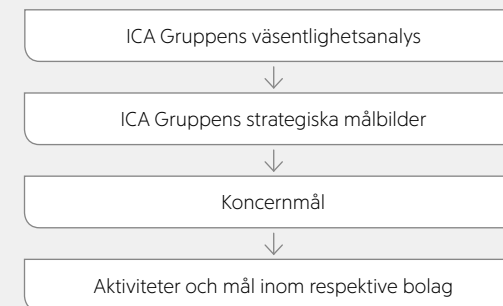 ICA Gruppens väsentlighetsanalys
ICA Gruppens strategiska målbilder
Koncernmål
Aktiviteter och mål inom respektive bolag